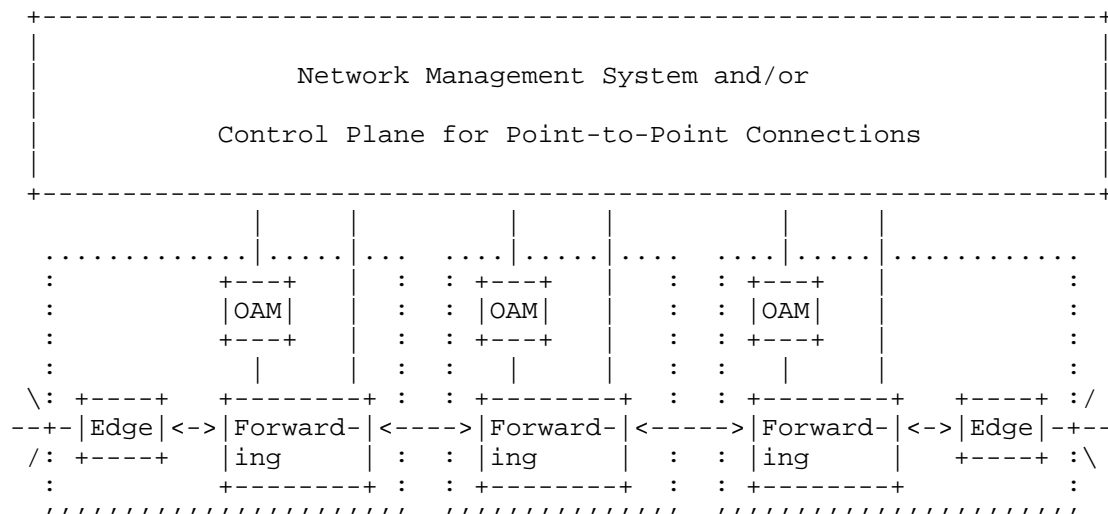 Network Management System and/or
Control Plane for Point-to-Point Connections
OAM OAM OAM
Edge Forward- Forward- Forward- Edge
ing ing ing